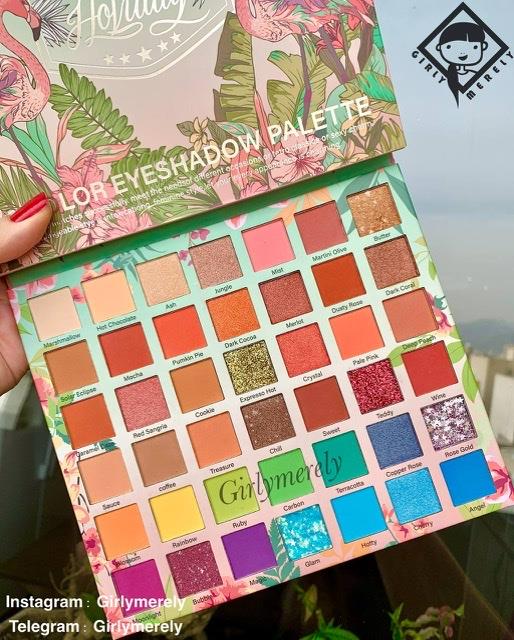 Holiday
GIRLY MERELY
LOR EYESHADOW PALETTE
Marshmallow
Hot Chocolate
Ash
Jungle
Mist
Martini Olive
Butter
Solar Eclipse
Mocha
Pumkin Pie
Dark Cocoa
Merlot
Dusty Rose
Dark Coral
Caramel
Red Sangria
Cookie
Expresso Hot
Crystal
Pale Pink
Deep Peach
Sauce
coffee
Treasure
Chill
Sweet
Teddy
Wine
Rainbow
Ruby
Carbon
Terracotta
Copper Rose
Rose Gold
Magic
Glam
Hotty
Cherry
Angel
Girlymerely
Instagram : Girlymerely
Telegram : Girlymerely